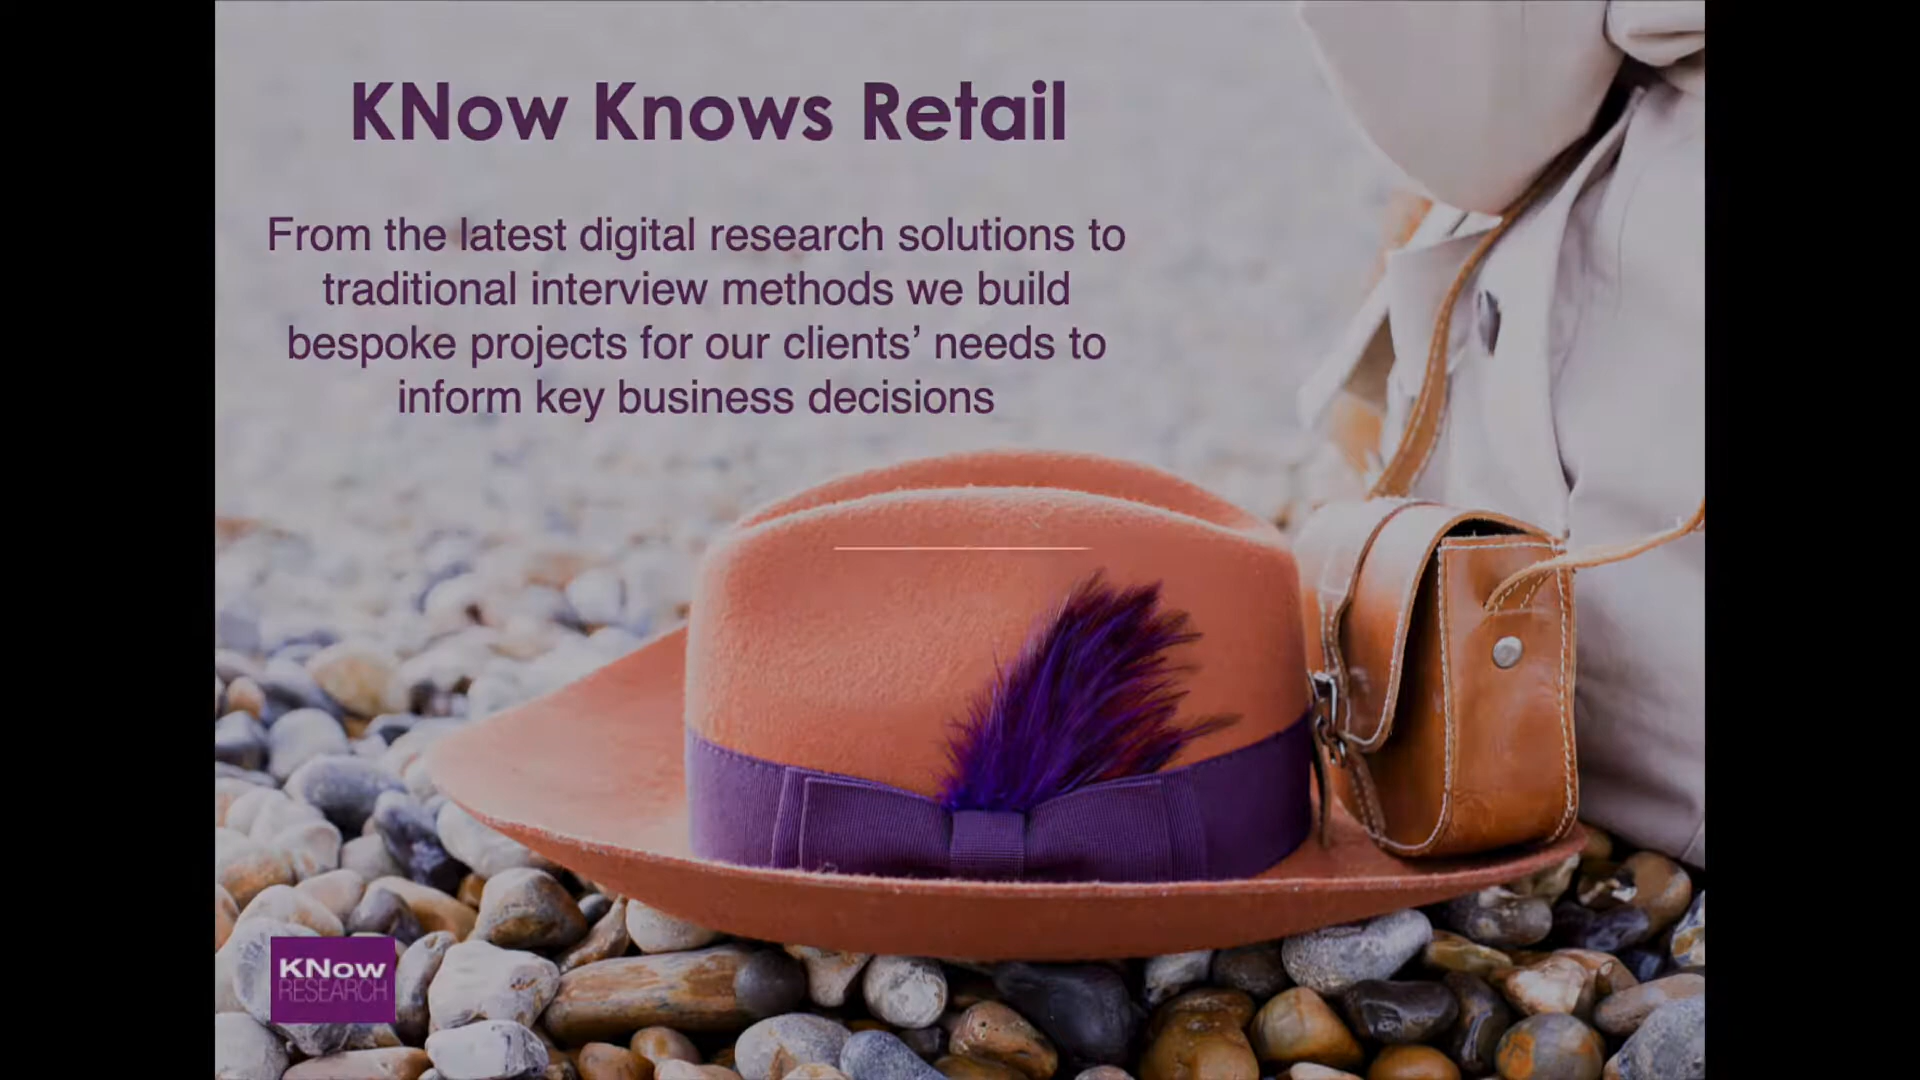 KNow Knows Retail
From the latest digital research solutions to
traditional interview methods we build
bespoke projects for our clients’ needs to
inform key business decisions
KNow
RESEARCH